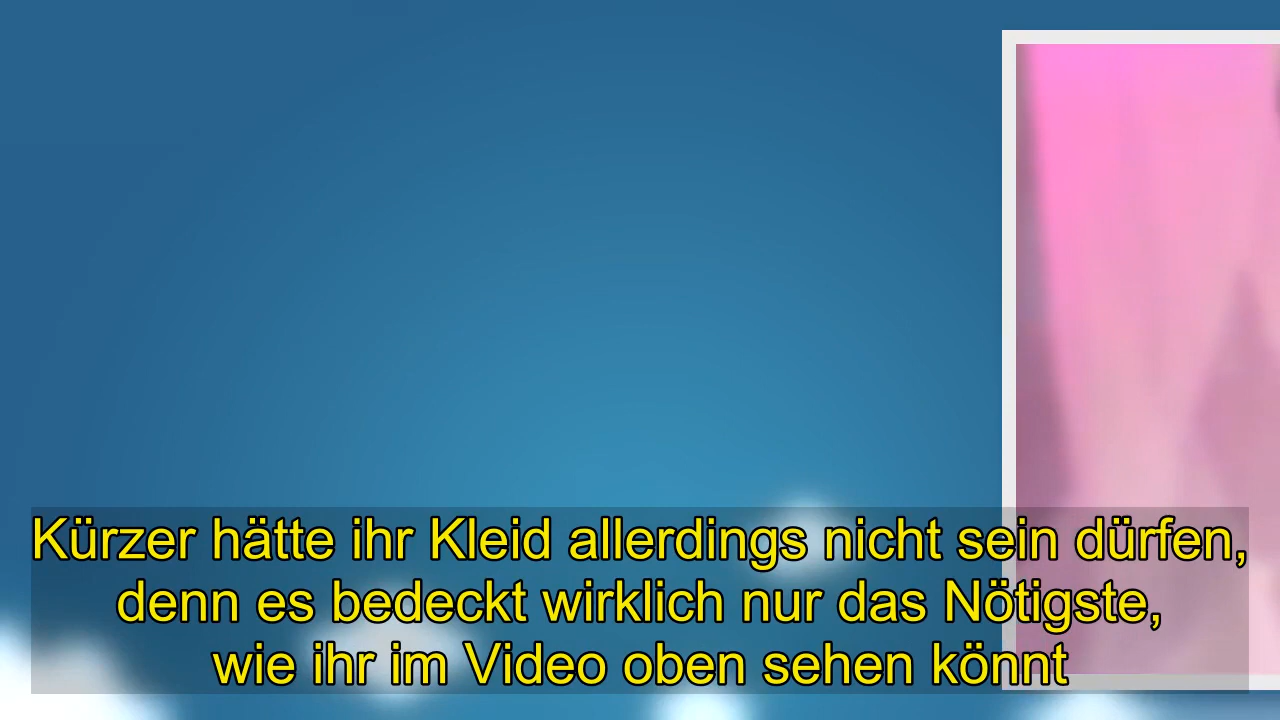 Kürzer hätte ihr Kleid allerdings nicht sein dürfen,
denn es bedeckt wirklich nur das Nötigste,
wie ihr im Video oben sehen könnt